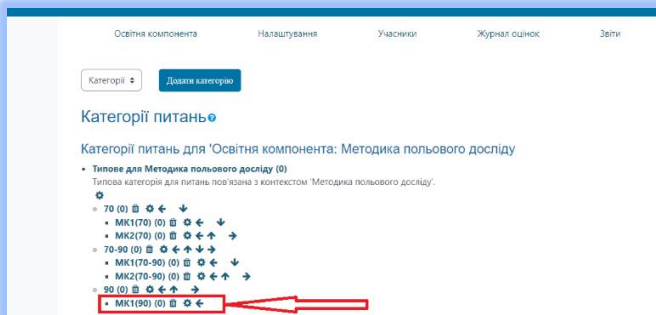 Освітня компонента Налаштування Учасники Журнал оцінок Звіти
Категорії Додати категорію
Категорії питань
Категорії питань для 'Освітня компонента: Методика польового досліду
Типове для Методика польового досліду (0)
Типова категорія для питань пов'язана з контекстом 'Методика польового досліду'.
70 (0)
МК1(70) (0)
МК2(70) (0)
70-90 (0)
МК1(70-90) (0)
МК2(70-90) (0)
90 (0)
МК1(90) (0)